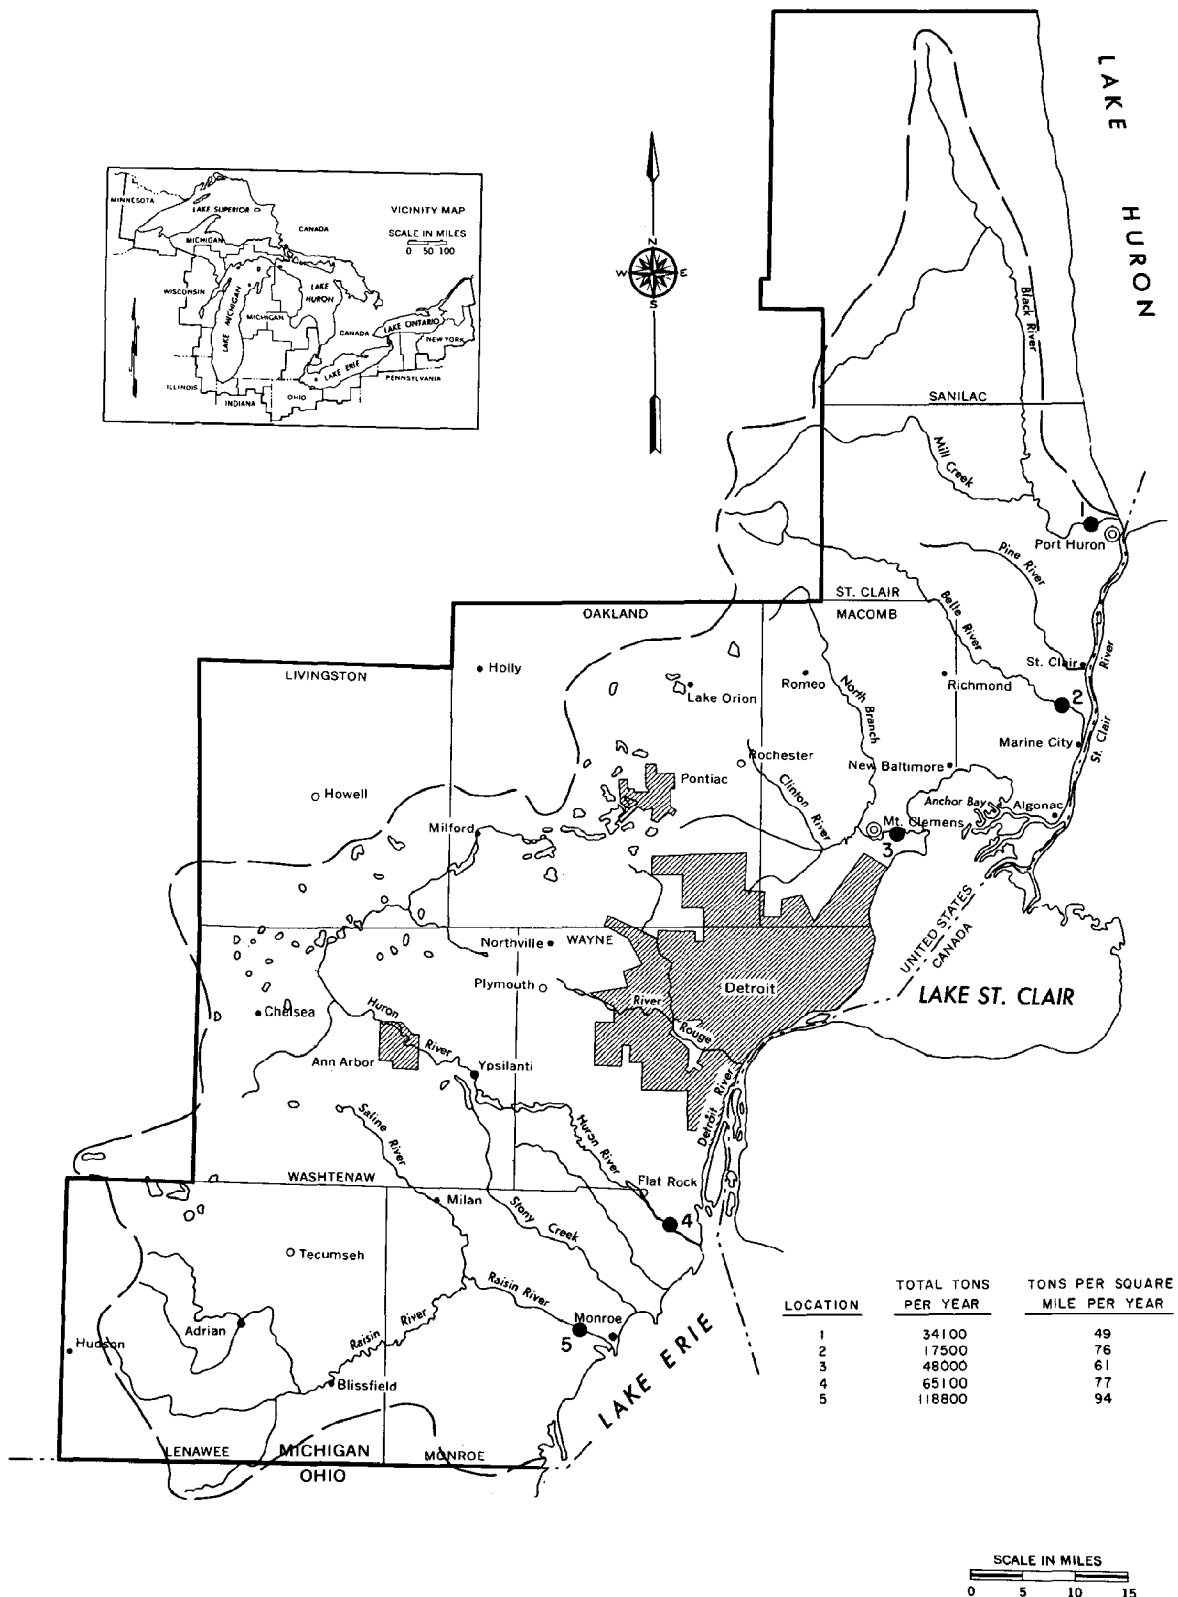 LAKE HURON
VICINITY MAP
SCALE IN MILES
0 50 100
MINNESOTA
LAKE SUPERIOR
CANADA
MICHIGAN
WISCONSIN
LAKE MICHIGAN
MICHIGAN
LAKE HURON
CANADA
LAKE ONTARIO
NEW YORK
LAKE ERIE
PENNSYLVANIA
ILLINOIS
INDIANA
OHIO
N
W E
S
Black River
SANILAC
Mill Creek
1
Port Huron
Pine River
ST. CLAIR
OAKLAND
MACOMB
Belle River
LIVINGSTON
Holly
St. Clair
River
Romeo
Richmond
Lake Orion
North Branch
2
St. Clair
Marine City
Rochester
New Baltimore
Pontiac
Clinton River
Howell
Anchor Bay
Algonac
Milford
Mt. Clemens
3
UNITED STATES
CANADA
Northville
WAYNE
Plymouth
Detroit
LAKE ST. CLAIR
River
Rouge
Chelsea
Huron
River
Ann Arbor
Ypsilanti
Detroit River
Saline River
Huron River
WASHTENAW
Flat Rock
Milan
Stony Creek
4
Tecumseh
Raisin River
Monroe
Adrian
Raisin River
5
Hudson
Blissfield
LAKE ERIE
LENAWEE
MICHIGAN
MONROE
OHIO
LOCATION TOTAL TONS PER YEAR TONS PER SQUARE MILE PER YEAR
1 34100 49
2 17500 76
3 48000 61
4 65100 77
5 118800 94
SCALE IN MILES
0 5 10 15